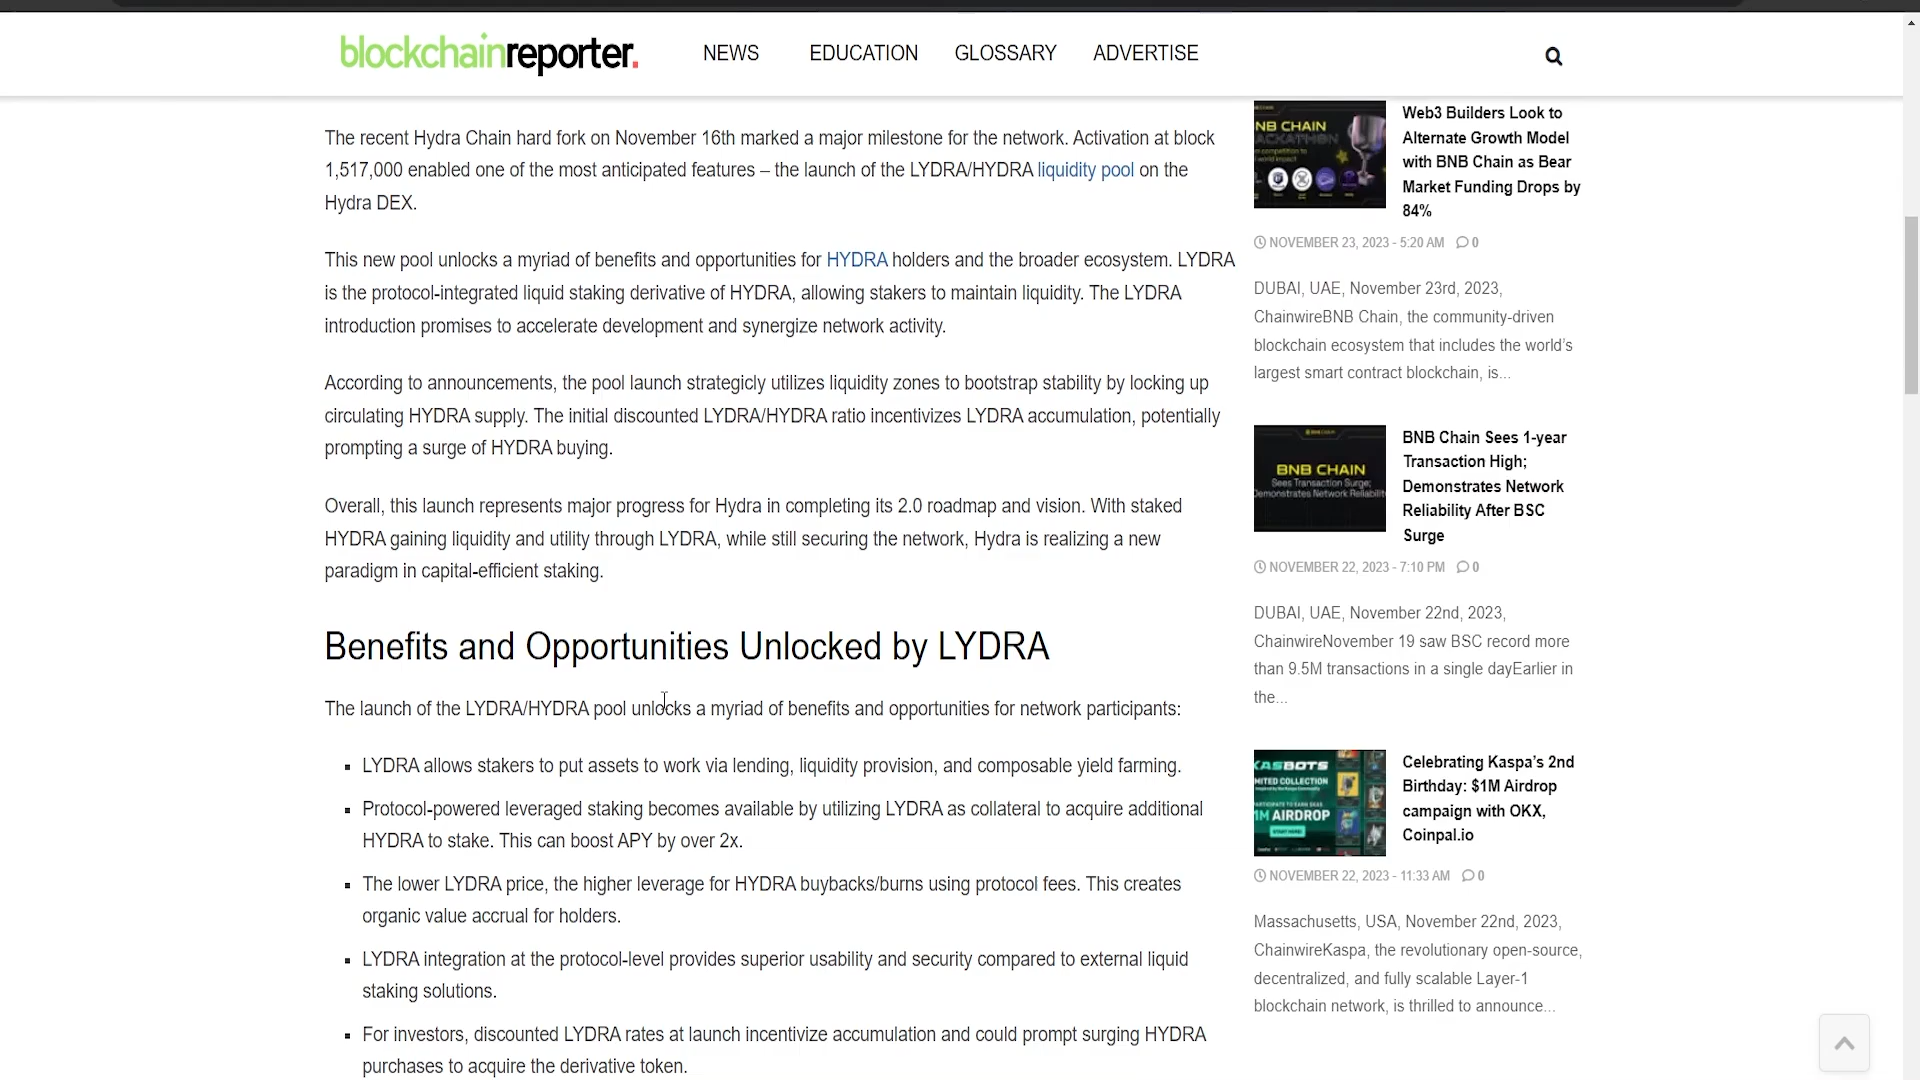 blockchainreporter.
NEWS
EDUCATION
GLOSSARY
ADVERTISE
The recent Hydra Chain hard fork on November 16th marked a major milestone for the network. Activation at block
1,517,000 enabled one of the most anticipated features – the launch of the LYDRA/HYDRA liquidity pool on the
Hydra DEX.
This new pool unlocks a myriad of benefits and opportunities for HYDRA holders and the broader ecosystem. LYDRA
is the protocol-integrated liquid staking derivative of HYDRA, allowing stakers to maintain liquidity. The LYDRA
introduction promises to accelerate development and synergize network activity.
According to announcements, the pool launch strategicly utilizes liquidity zones to bootstrap stability by locking up
circulating HYDRA supply. The initial discounted LYDRA/HYDRA ratio incentivizes LYDRA accumulation, potentially
prompting a surge of HYDRA buying.
Overall, this launch represents major progress for Hydra in completing its 2.0 roadmap and vision. With staked
HYDRA gaining liquidity and utility through LYDRA, while still securing the network, Hydra is realizing a new
paradigm in capital-efficient staking.
Benefits and Opportunities Unlocked by LYDRA
The launch of the LYDRA/HYDRA pool unlocks a myriad of benefits and opportunities for network participants:
LYDRA allows stakers to put assets to work via lending, liquidity provision, and composable yield farming.
Protocol-powered leveraged staking becomes available by utilizing LYDRA as collateral to acquire additional
HYDRA to stake. This can boost APY by over 2x.
The lower LYDRA price, the higher leverage for HYDRA buybacks/burns using protocol fees. This creates
organic value accrual for holders.
LYDRA integration at the protocol-level provides superior usability and security compared to external liquid
staking solutions.
For investors, discounted LYDRA rates at launch incentivize accumulation and could prompt surging HYDRA
purchases to acquire the derivative token.
NB CHAIN
Web3 Builders Look to
Alternate Growth Model
with BNB Chain as Bear
Market Funding Drops by
84%
NOVEMBER 23, 2023 - 5:20 AM 0
DUBAI, UAE, November 23rd, 2023,
ChainwireBNB Chain, the community-driven
blockchain ecosystem that includes the world's
largest smart contract blockchain, is...
BNB CHAIN
Sees Transaction Surge;
Demonstrates Network Reliabilit
BNB Chain Sees 1-year
Transaction High;
Demonstrates Network
Reliability After BSC
Surge
NOVEMBER 22, 2023 - 7:10 PM 0
DUBAI, UAE, November 22nd, 2023,
ChainwireNovember 19 saw BSC record more
than 9.5M transactions in a single dayEarlier in
the...
KASBOTS
MITED COLLECTION
1M AIRDROP
Celebrating Kaspa's 2nd
Birthday: $1M Airdrop
campaign with OKX,
Coinpal.io
NOVEMBER 22, 2023 - 11:33 AM 0
Massachusetts, USA, November 22nd, 2023,
ChainwireKaspa, the revolutionary open-source,
decentralized, and fully scalable Layer-1
blockchain network, is thrilled to announce...